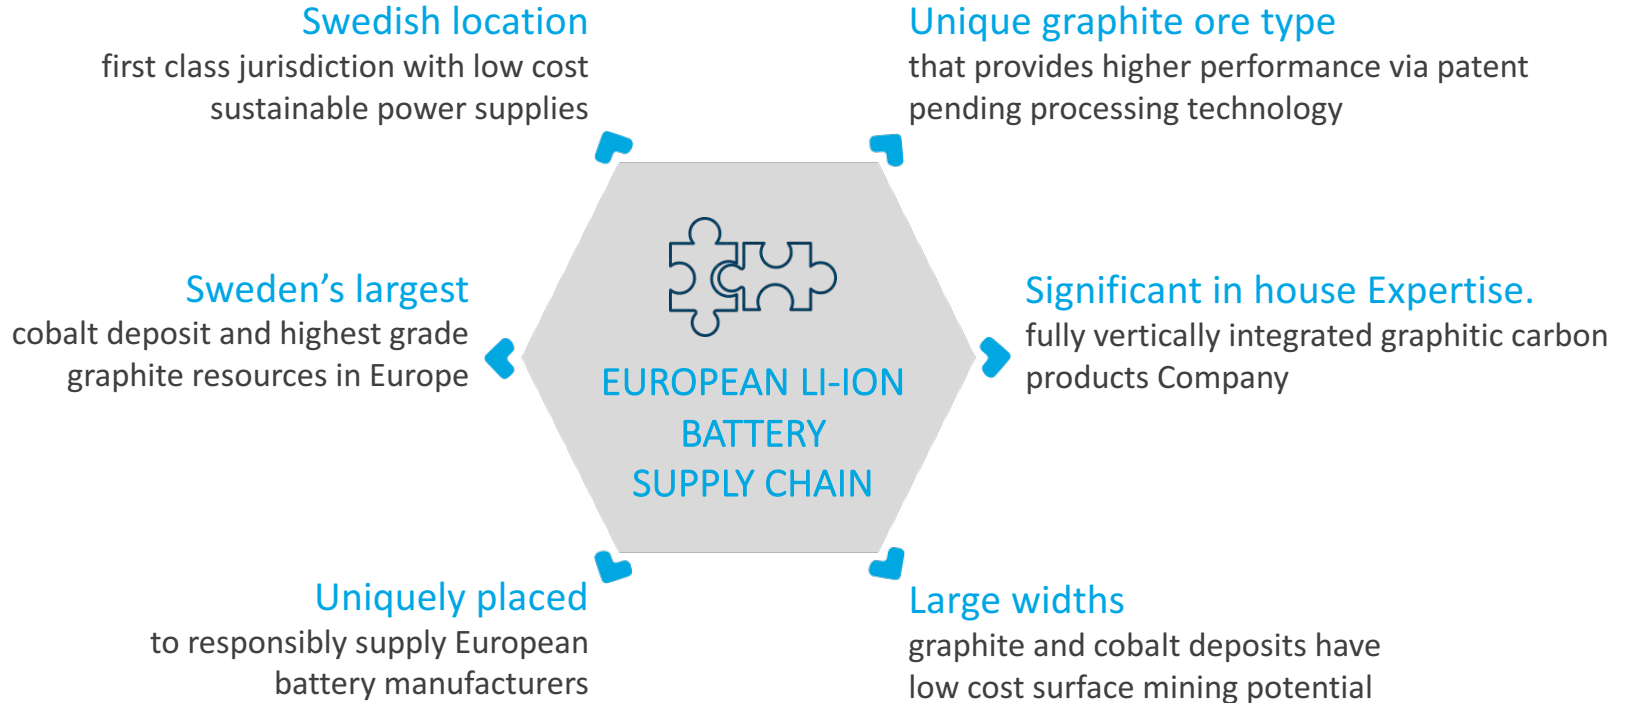 Swedish location
first class jurisdiction with low cost
sustainable power supplies
Unique graphite ore type
that provides higher performance via patent
pending processing technology
Sweden’s largest
cobalt deposit and highest grade
graphite resources in Europe
EUROPEAN LI-ION
BATTERY
SUPPLY CHAIN
Significant in house Expertise.
fully vertically integrated graphitic carbon
products Company
Uniquely placed
to responsibly supply European
battery manufacturers
Large widths
graphite and cobalt deposits have
low cost surface mining potential